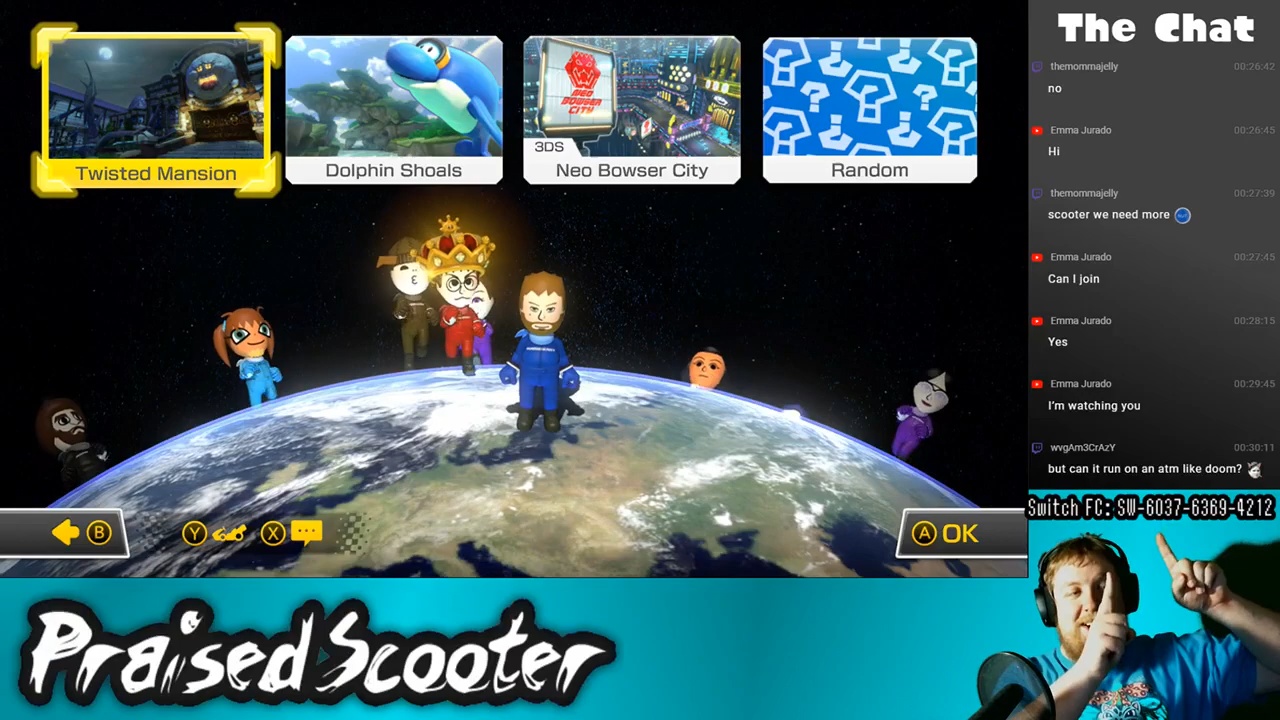 Twisted Mansion
Dolphin Shoals
NEO
BOWSER
CITY
3DS
Neo Bowser City
Random
B
Y
X
A OK
The Chat
themommajelly 00:26:42
no
Emma Jurado 00:26:45
Hi
themommajelly 00:27:39
scooter we need more
Emma Jurado 00:27:45
Can I join
Emma Jurado 00:28:15
Yes
Emma Jurado 00:29:45
I'm watching you
wvgAm3CrAzY 00:30:11
but can it run on an atm like doom?
Switch FC: SW-6037-6369-4212
PraisedScooter